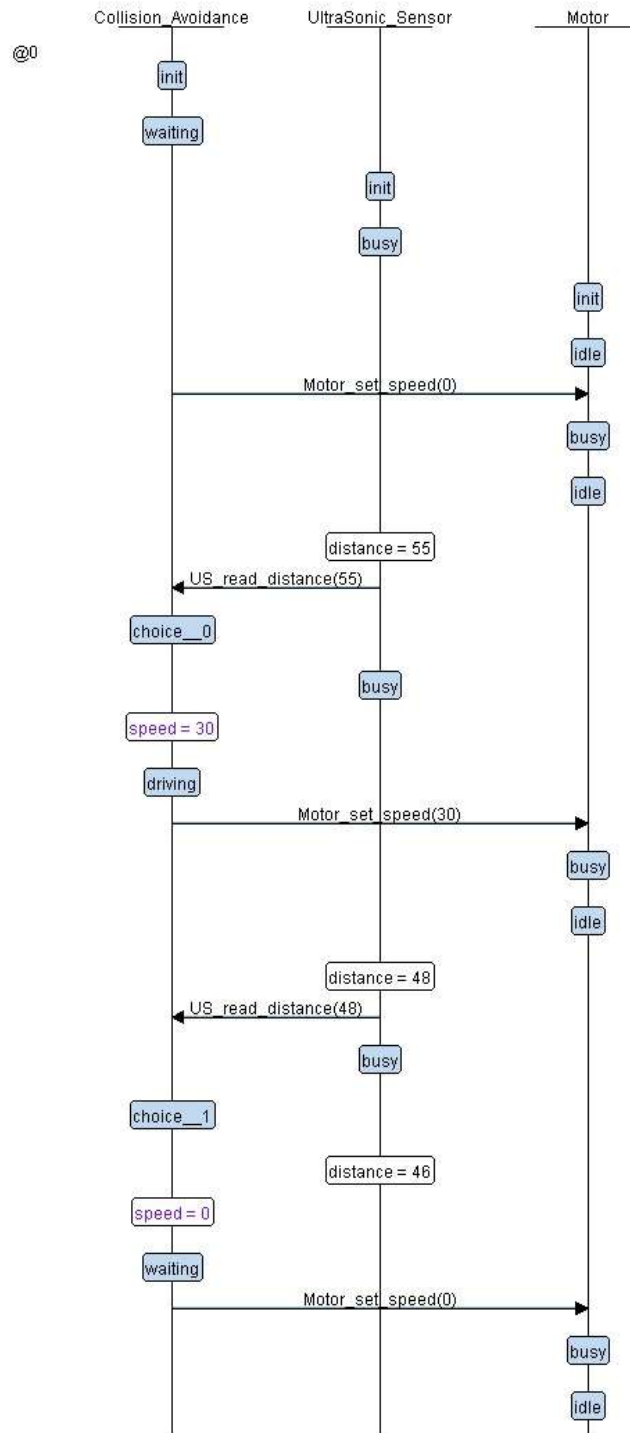 Collision_Avoidance UltraSonic_Sensor Motor
@0
init
waiting
init
busy
init
idle
Motor_set_speed(0)
busy
idle
distance = 55
US_read_distance(55)
choice__0
busy
speed = 30
driving
Motor_set_speed(30)
busy
idle
distance = 48
US_read_distance(48)
busy
choice__1
distance = 46
speed = 0
waiting
Motor_set_speed(0)
busy
idle